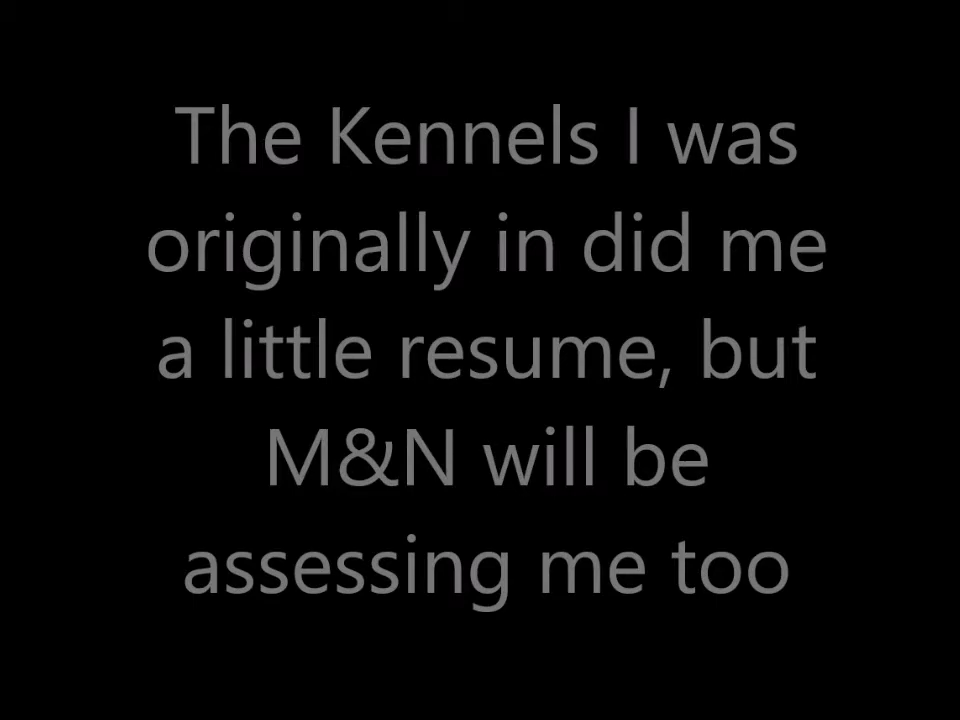 The Kennels I was
originally in did me
a little resume, but
M&N will be
assessing me too